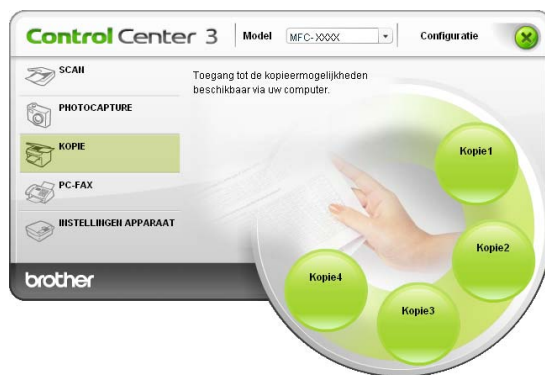 Control Center 3
Model
MFC-XXXX
Configuratie
SCAN
PHOTOCAPTURE
KOPIE
PC-FAX
INSTELLINGEN APPARAAT
Toegang tot de kopieermogelijkheden
beschikbaar via uw computer.
Kopie1
Kopie2
Kopie3
Kopie4
brother